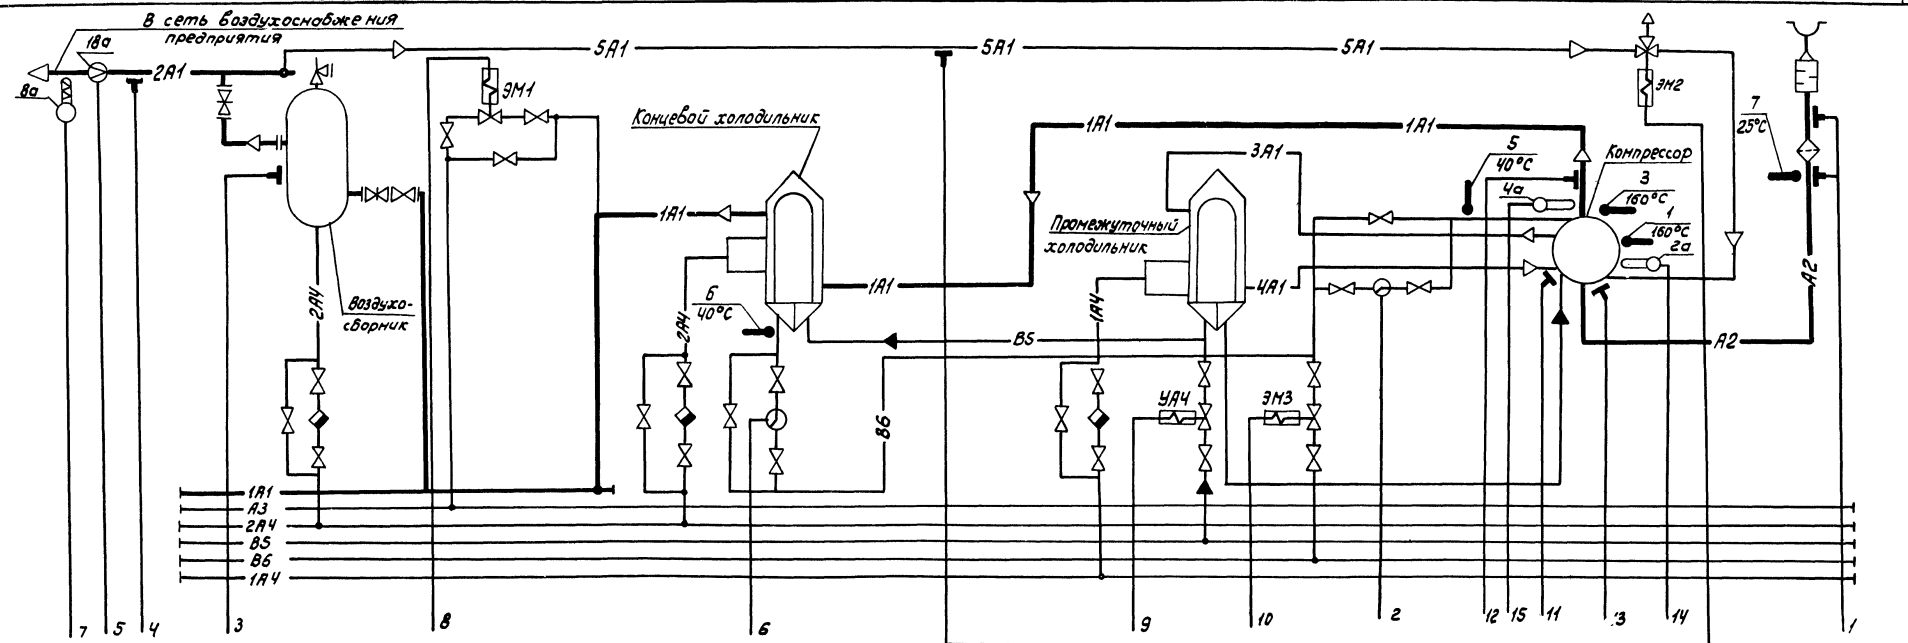 В сеть воздухоснабжения
предприятия
18а
8а
2А1
5А1
5А1
5А1
ЭМ1
ЭМ2
Концевой холодильник
1А1
1А1
3А1
5
40°С
4а
Компрессор
3
160°С
1
160°С
2а
7
25°С
1А1
Промежуточный
холодильник
1А1
4А1
А2
А2
2А4
Воздухо-
сборник
2А4
6
40°С
В5
1А4
В6
УА4
ЭМ3
1А1
А3
2А4
В5
В6
1А4
7
5
4
3
8
6
9
10
2
12
15
11
13
14
1